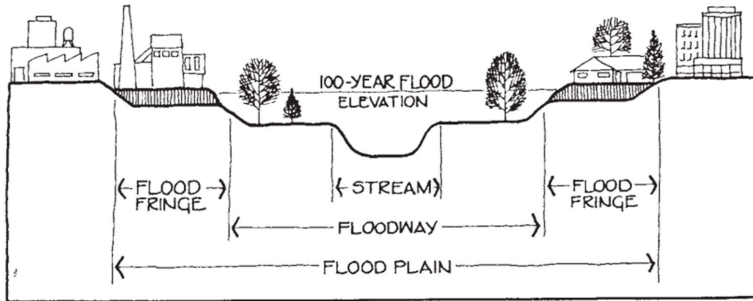 100-YEAR FLOOD
ELEVATION
FLOOD
FRINGE
STREAM
FLOOD
FRINGE
FLOODWAY
FLOOD PLAIN